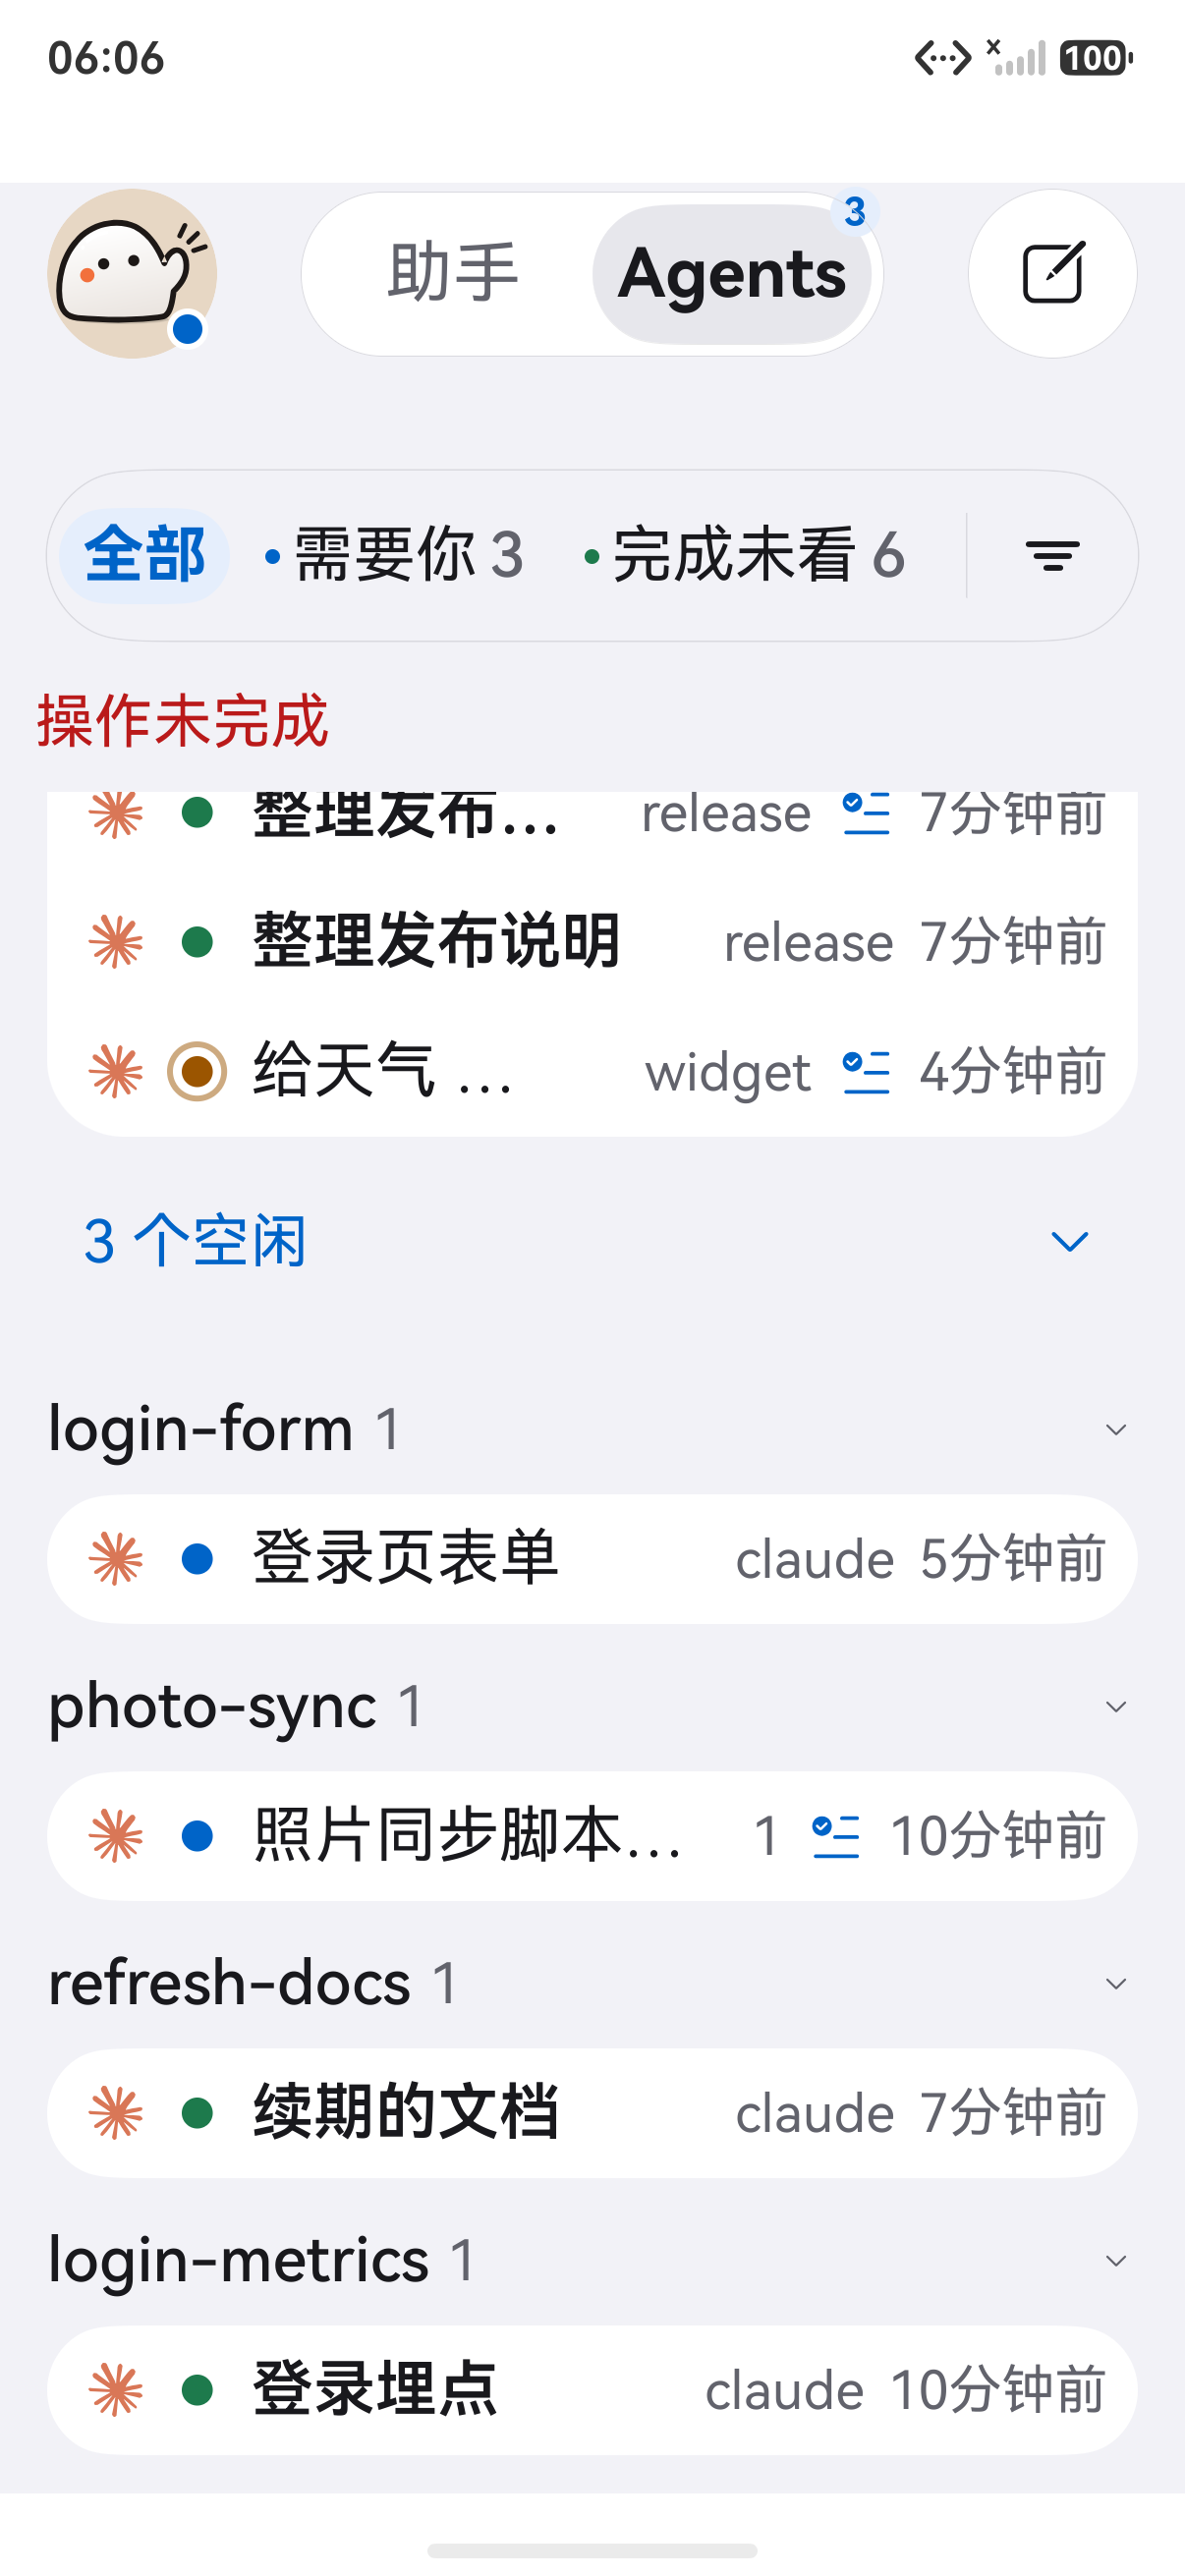 06:06
100
助手 Agents 3
全部 需要你 3 完成未看 6
操作未完成
整理发布... release 7分钟前
整理发布说明 release 7分钟前
给天气 ... widget 4分钟前
3 个空闲
login-form 1
登录页表单 claude 5分钟前
photo-sync 1
照片同步脚本... 1 10分钟前
refresh-docs 1
续期的文档 claude 7分钟前
login-metrics 1
登录埋点 claude 10分钟前